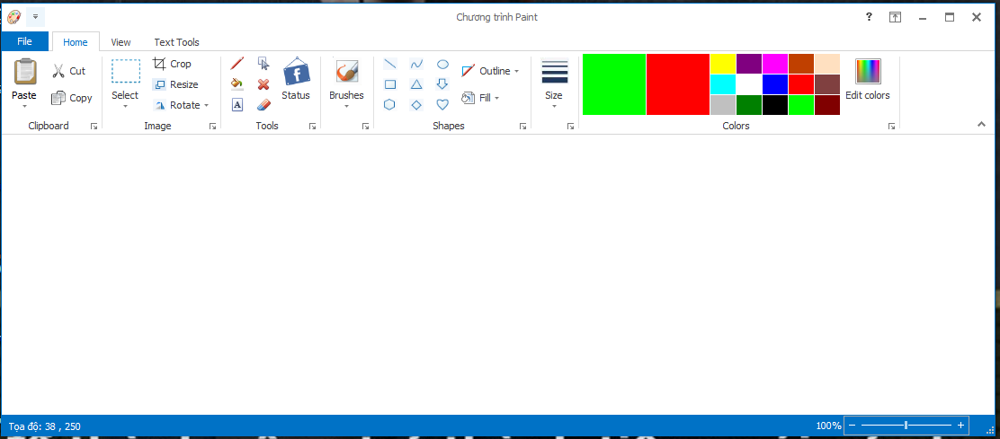 Chương trình Paint
?
File Home View Text Tools
Paste Cut Copy
Clipboard
Select Crop Resize Rotate
Image
A Status
Tools
Brushes
Outline Fill
Shapes
Size
Edit colors
Colors
Tọa độ: 38 , 250
100%